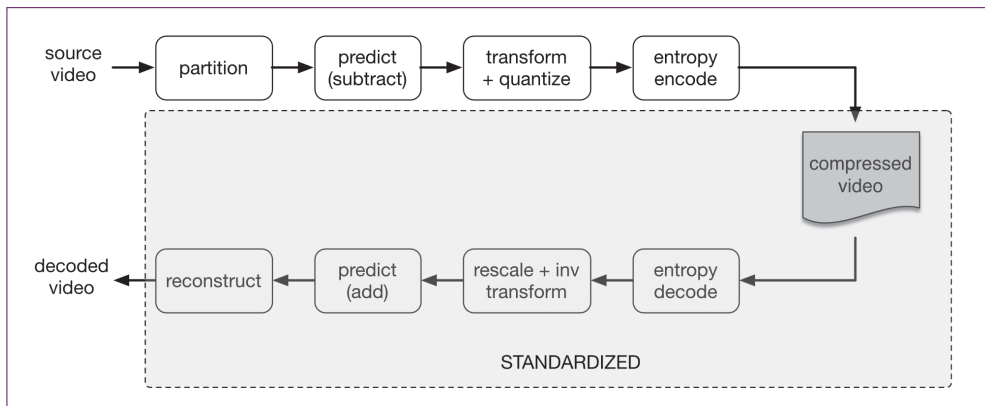 source
video
partition
predict
(subtract)
transform
+ quantize
entropy
encode
compressed
video
decoded
video
reconstruct
predict
(add)
rescale + inv
transform
entropy
decode
STANDARDIZED